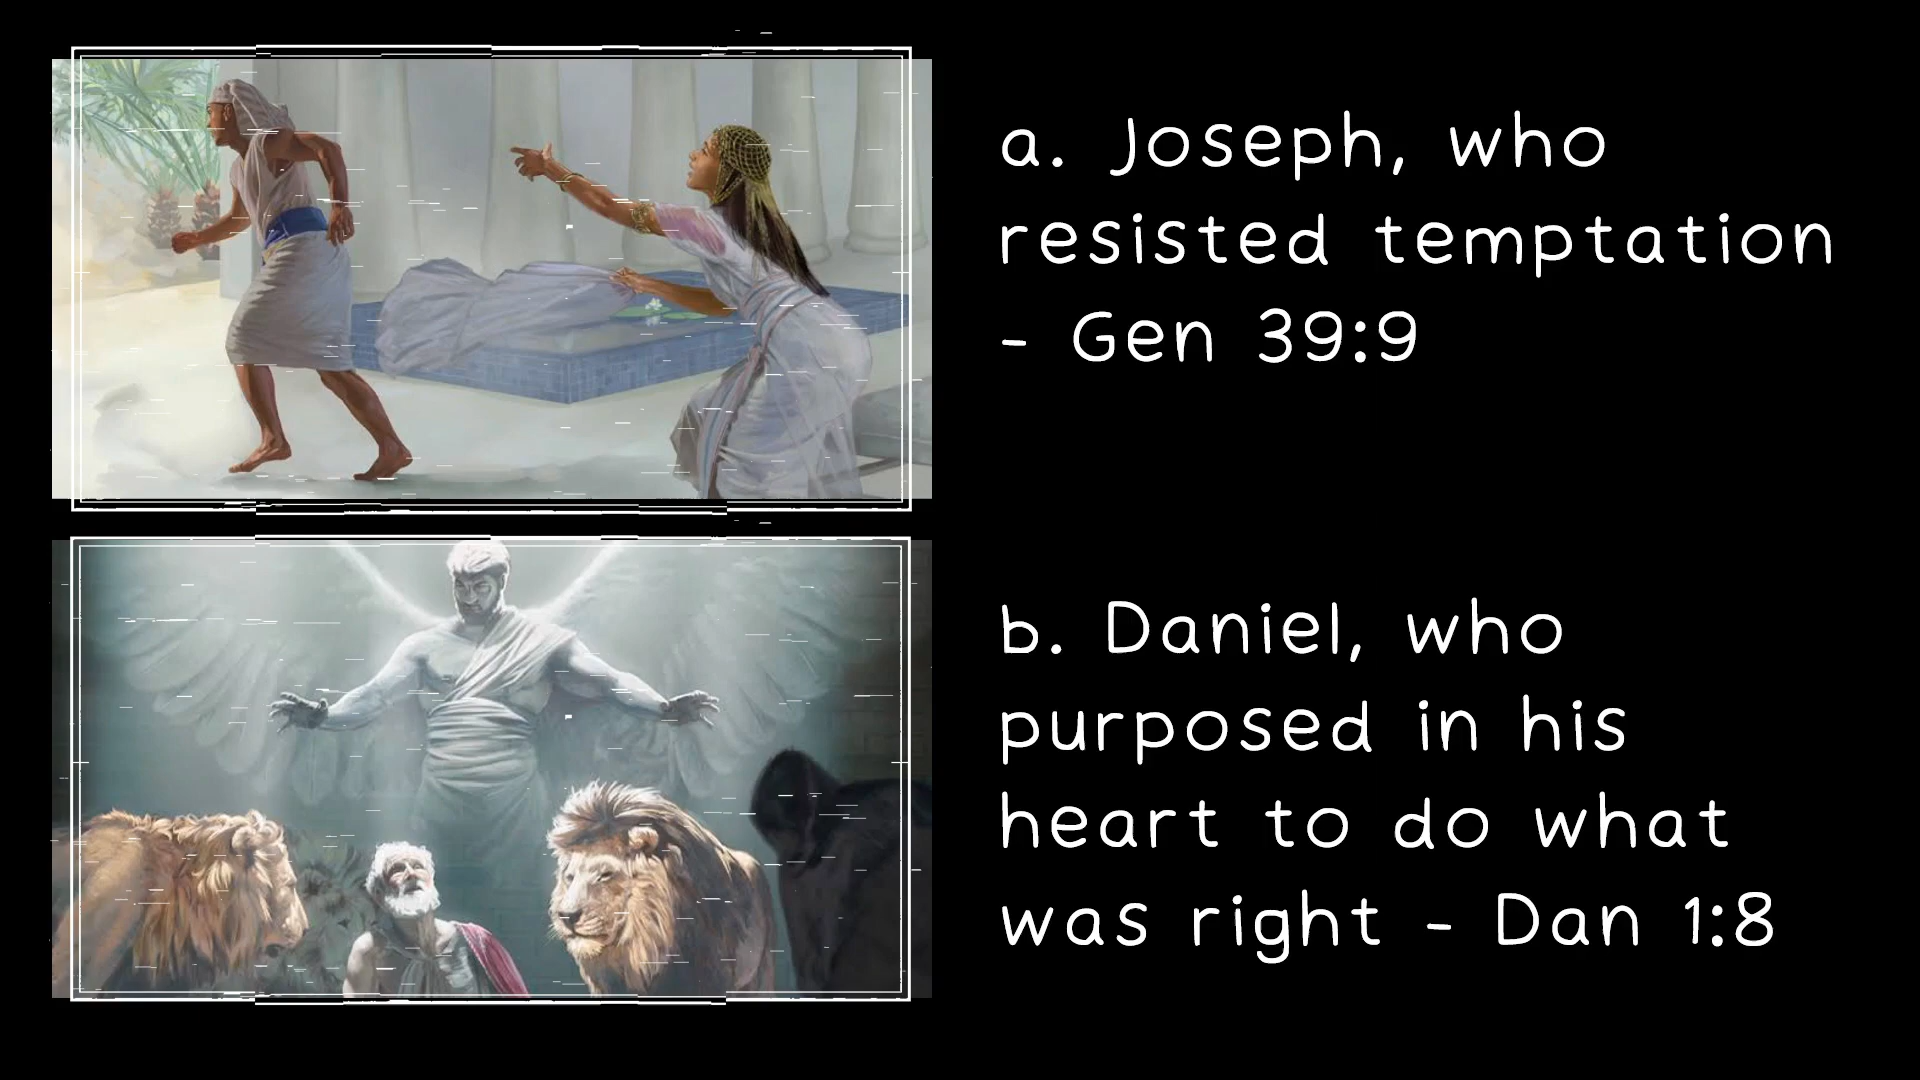 a. Joseph, who
resisted temptation
- Gen 39:9
b. Daniel, who
purposed in his
heart to do what
was right - Dan 1:8